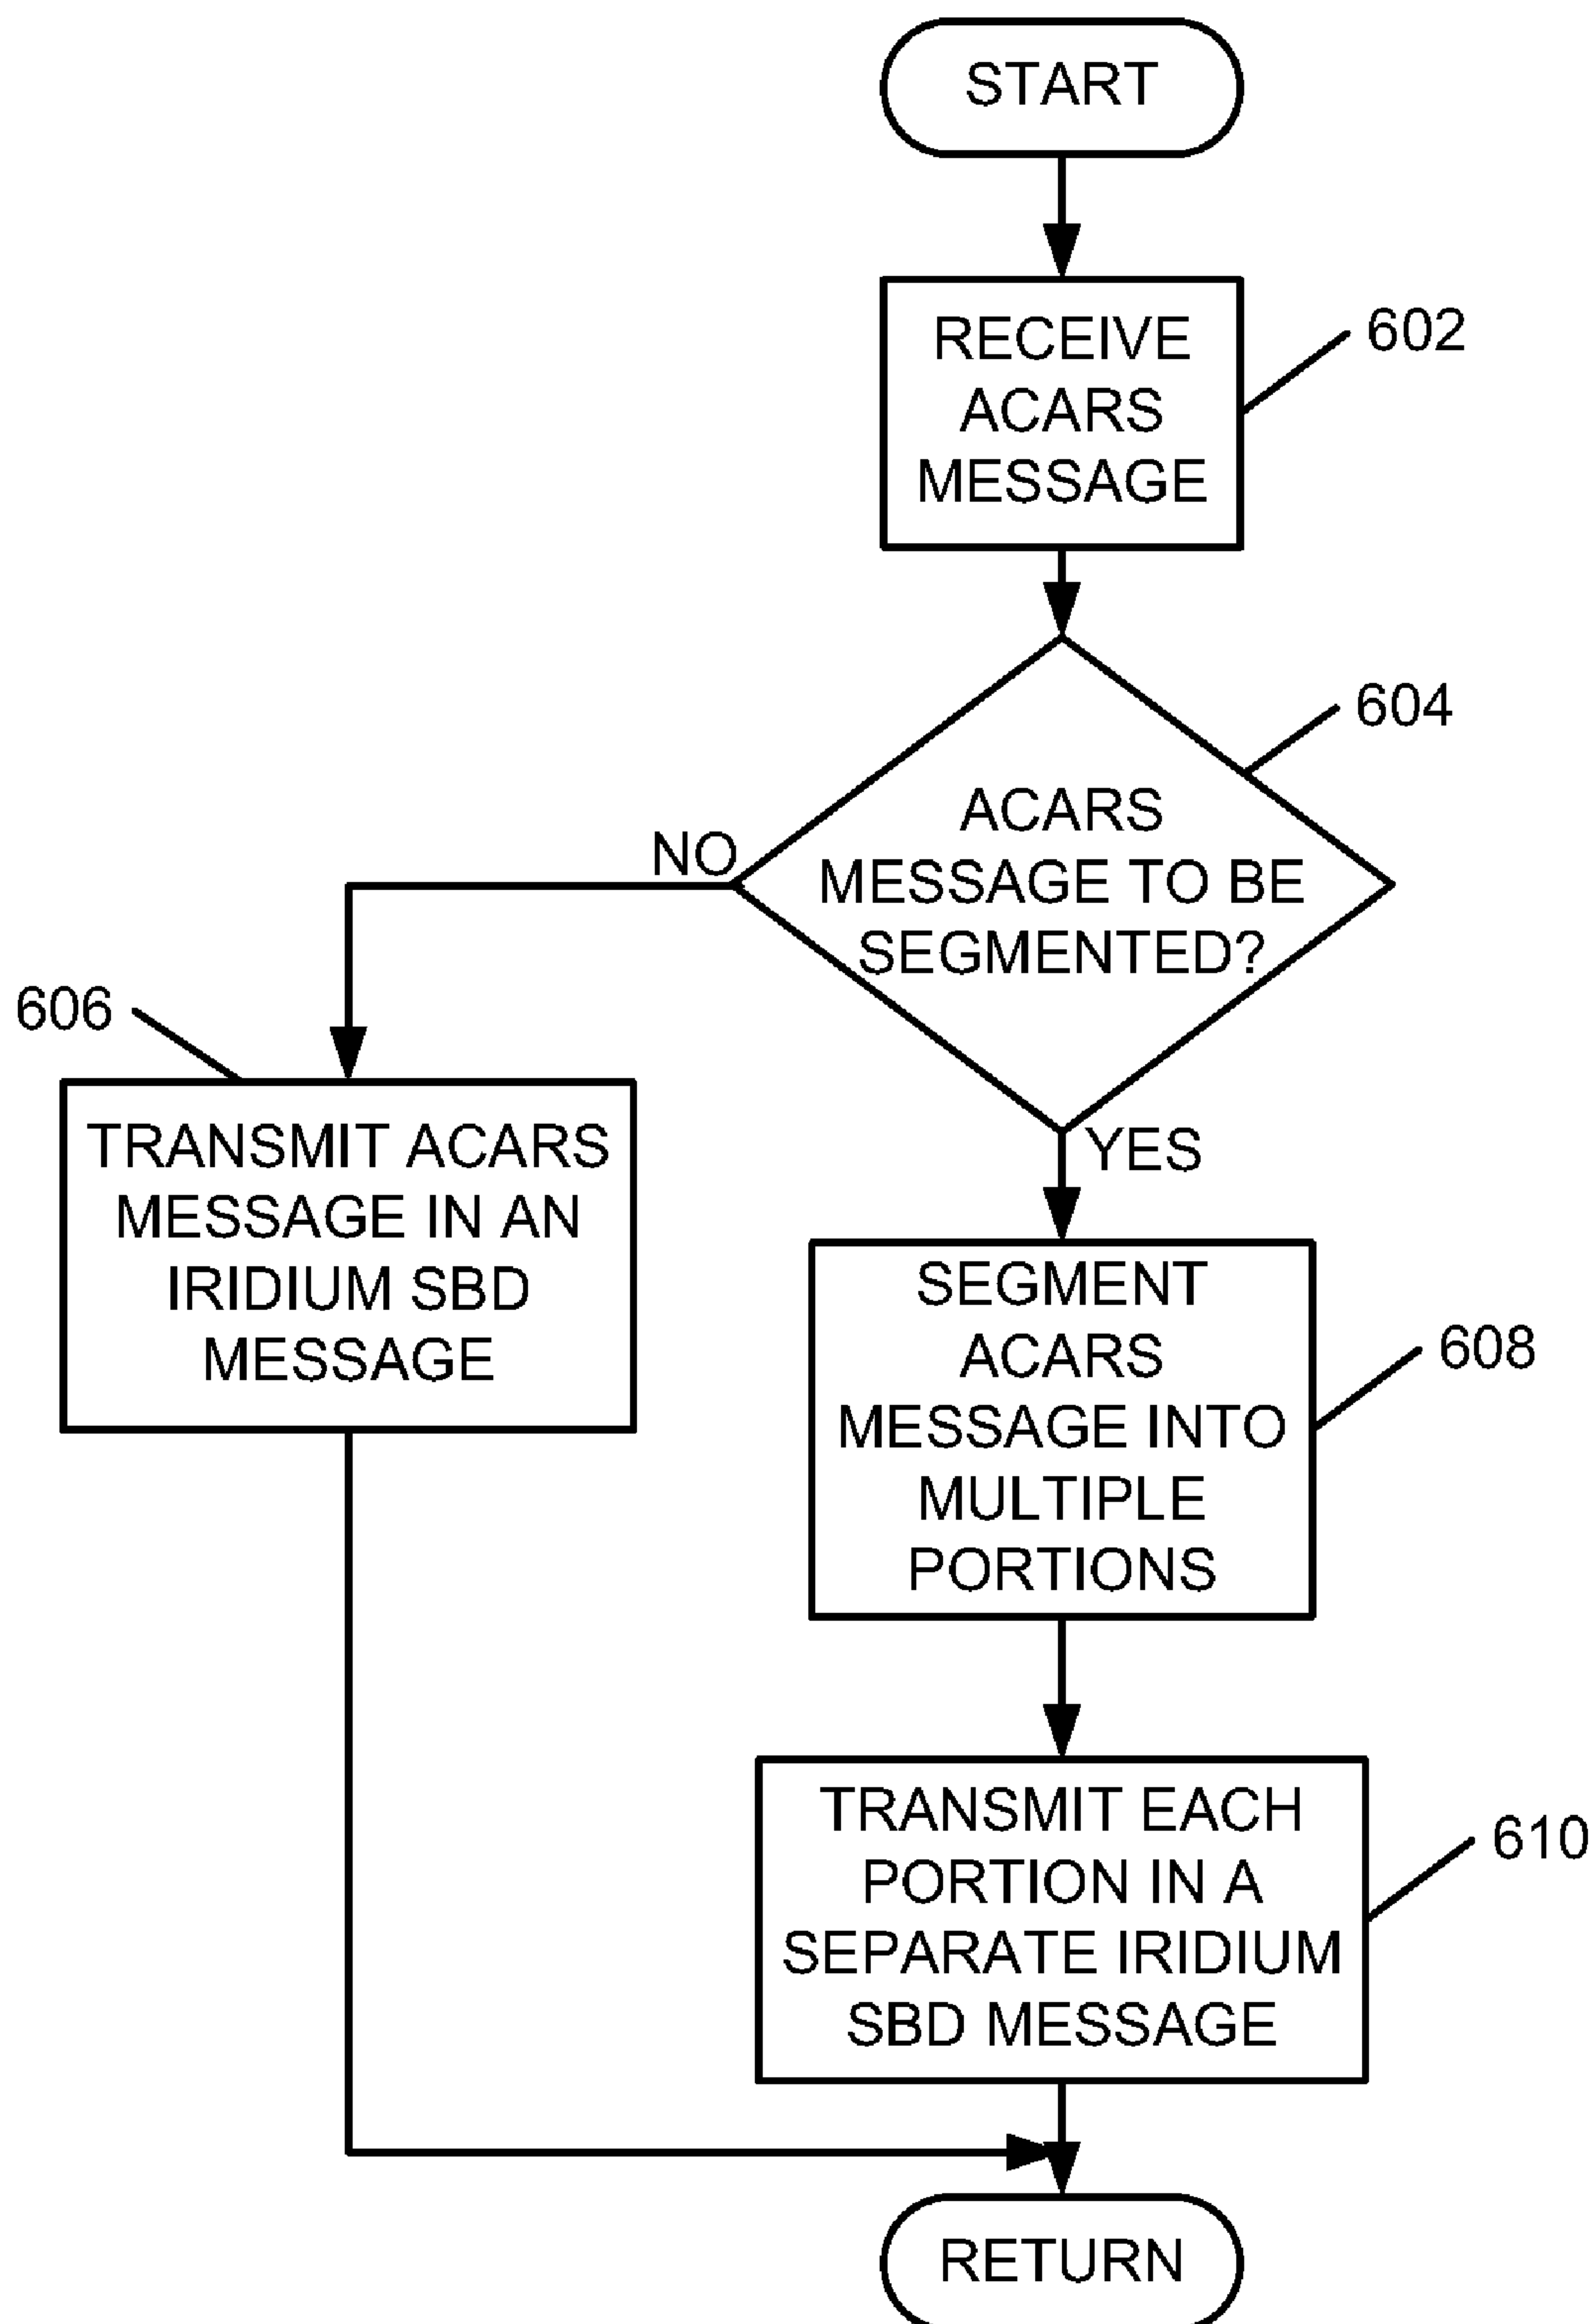 START
RECEIVE
ACARS
MESSAGE
602
604
ACARS
MESSAGE TO BE
SEGMENTED?
NO
YES
606
TRANSMIT ACARS
MESSAGE IN AN
IRIDIUM SBD
MESSAGE
SEGMENT
ACARS
MESSAGE INTO
MULTIPLE
PORTIONS
608
TRANSMIT EACH
PORTION IN A
SEPARATE IRIDIUM
SBD MESSAGE
610
RETURN